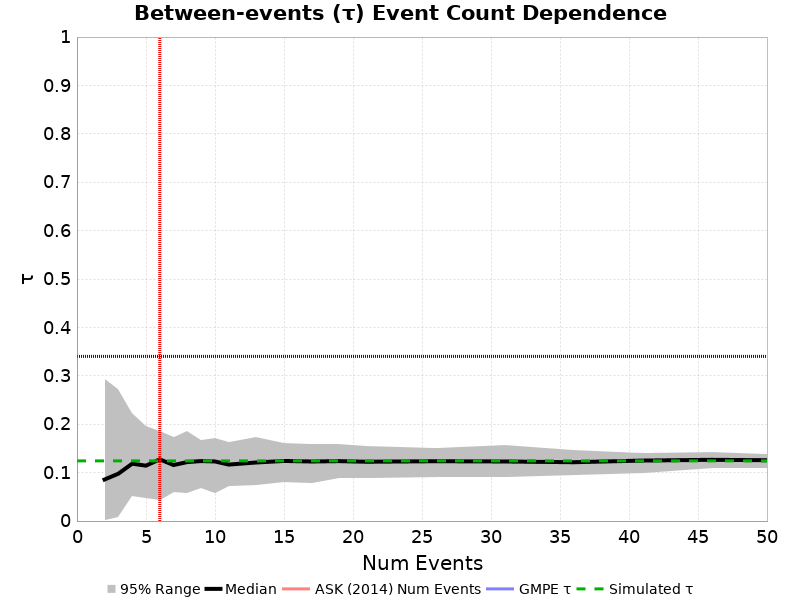 Between-events (τ) Event Count Dependence
1
0.9
0.8
0.7
0.6
0.5
0.4
0.3
0.2
0.1
0
τ
0 5 10 15 20 25 30 35 40 45 50
Num Events
95% Range Median ASK (2014) Num Events GMPE τ Simulated τ